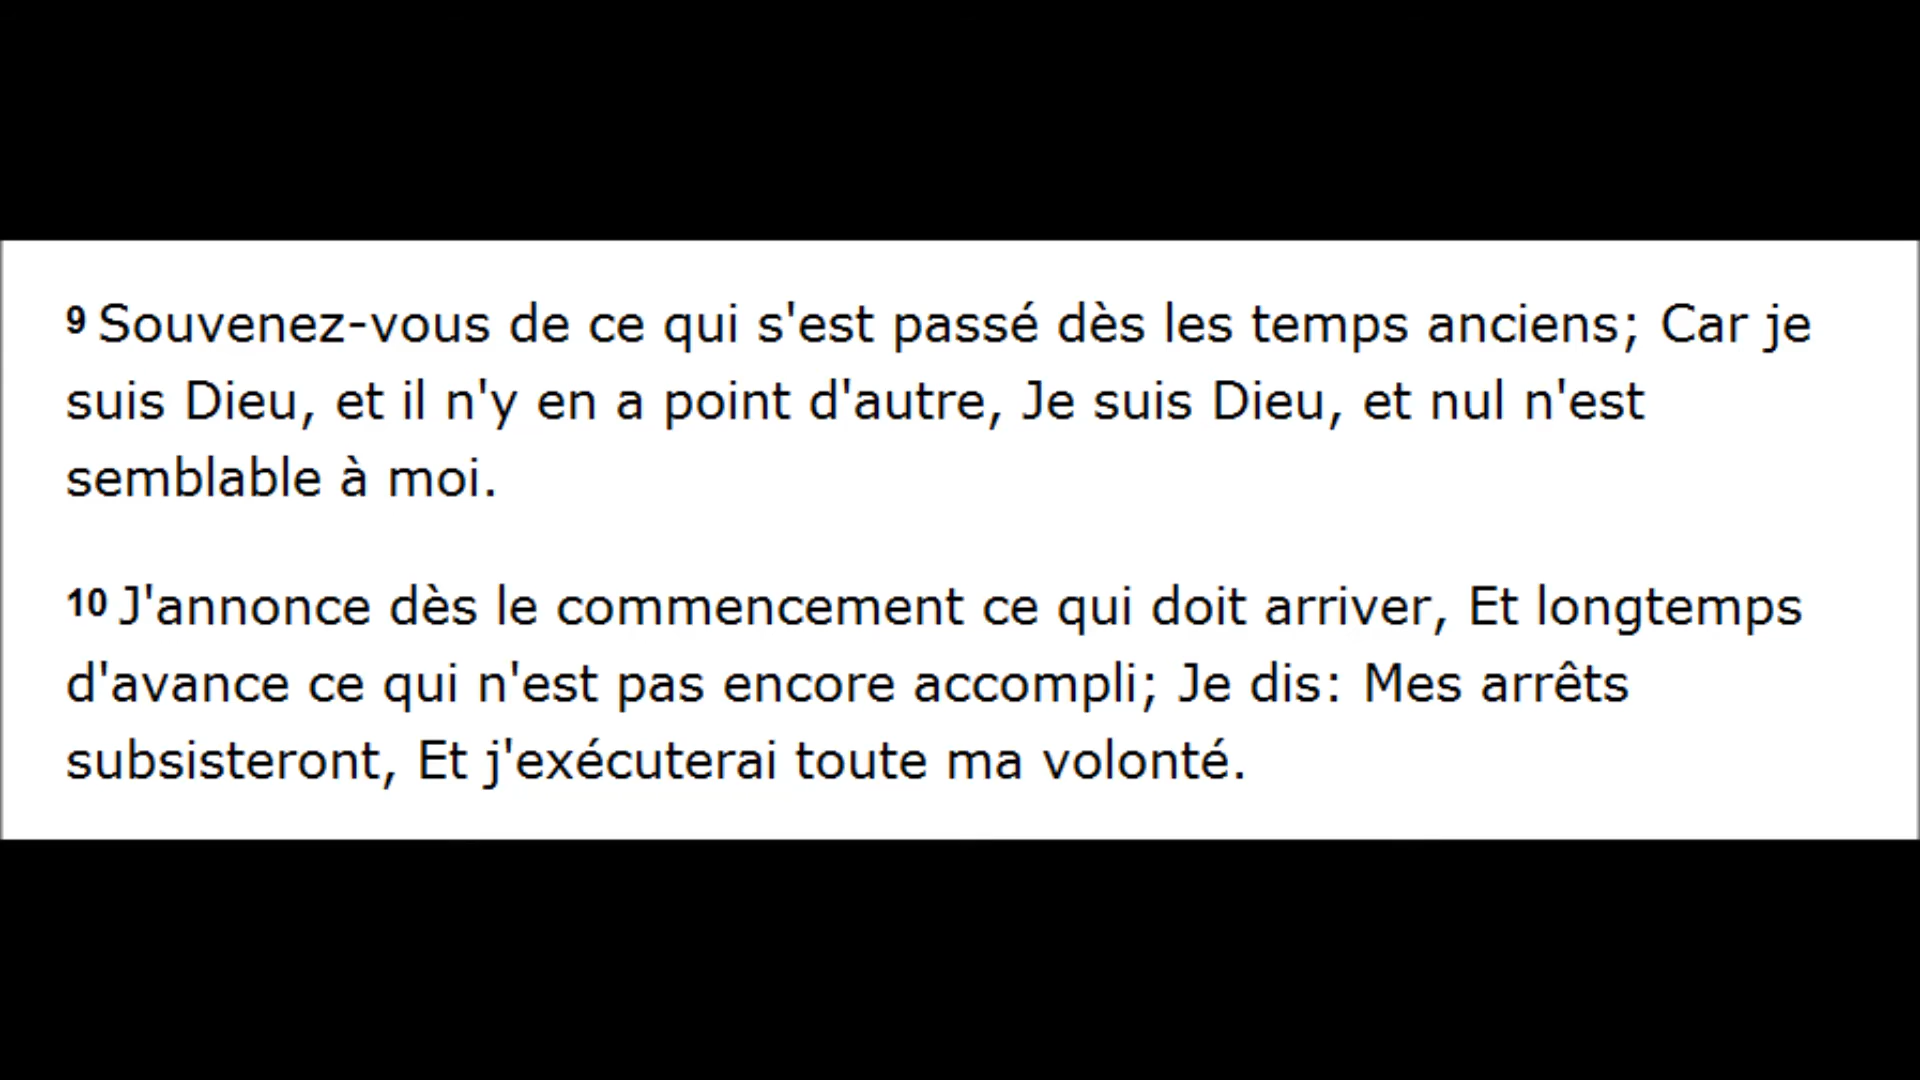 9 Souvenez-vous de ce qui s'est passé dès les temps anciens; Car je
suis Dieu, et il n'y en a point d'autre, Je suis Dieu, et nul n'est
semblable à moi.
10 J'annonce dès le commencement ce qui doit arriver, Et longtemps
d'avance ce qui n'est pas encore accompli; Je dis: Mes arrêts
subsisteront, Et j'exécuterai toute ma volonté.